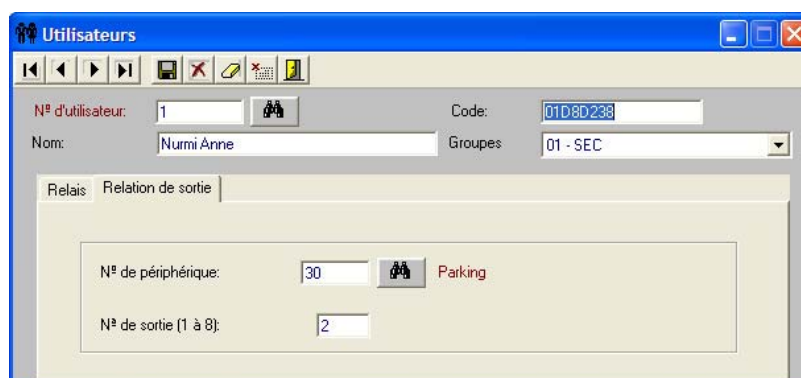 Utilisateurs
Nº d'utilisateur: 1 Code: 01D8D238
Nom: Nurmi Anne Groupes 01 - SEC
Relais Relation de sortie
Nº de périphérique: 30 Parking
Nª de sortie (1 à 8): 2